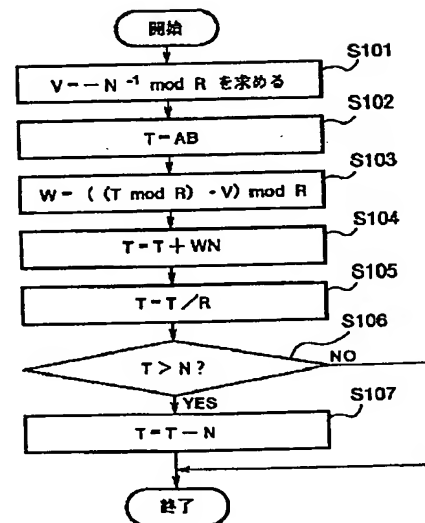 開始
S101
V=-N⁻¹ mod R を求める
S102
T=AB
S103
W=((T mod R)・V) mod R
S104
T=T+WN
S105
T=T/R
S106
T>N?
NO
YES
S107
T=T-N
終了